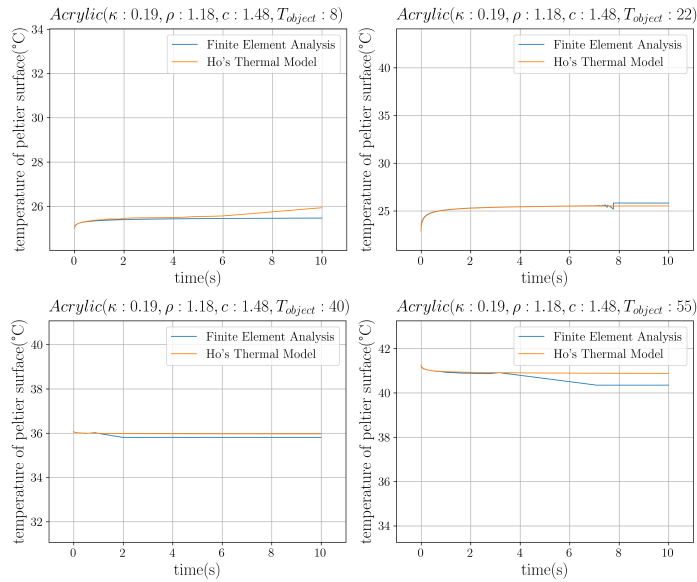 Acrylic(κ : 0.19, ρ : 1.18, c : 1.48, T_object : 8)
temperature of peltier surface(°C)
34
32
30
28
26
Finite Element Analysis
Ho's Thermal Model
0 2 4 6 8 10
time(s)
Acrylic(κ : 0.19, ρ : 1.18, c : 1.48, T_object : 22)
temperature of peltier surface(°C)
40
35
30
25
Finite Element Analysis
Ho's Thermal Model
0 2 4 6 8 10
time(s)
Acrylic(κ : 0.19, ρ : 1.18, c : 1.48, T_object : 40)
temperature of peltier surface(°C)
40
38
36
34
32
Finite Element Analysis
Ho's Thermal Model
0 2 4 6 8 10
time(s)
Acrylic(κ : 0.19, ρ : 1.18, c : 1.48, T_object : 55)
temperature of peltier surface(°C)
42
40
38
36
34
Finite Element Analysis
Ho's Thermal Model
0 2 4 6 8 10
time(s)